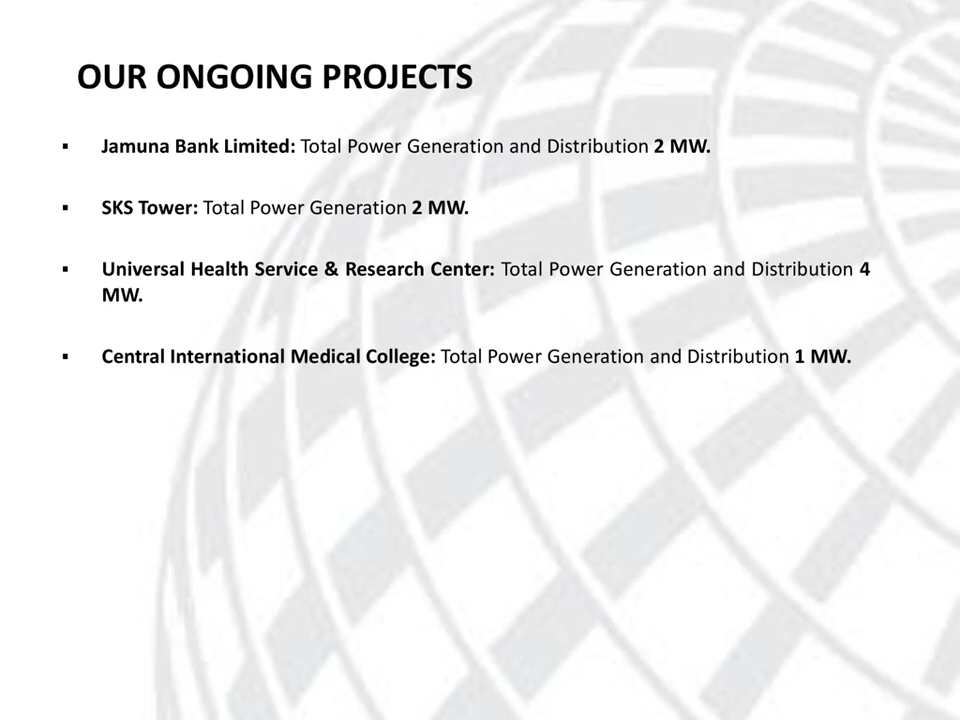 OUR ONGOING PROJECTS
▪ Jamuna Bank Limited: Total Power Generation and Distribution 2 MW.
▪ SKS Tower: Total Power Generation 2 MW.
▪ Universal Health Service & Research Center: Total Power Generation and Distribution 4
MW.
▪ Central International Medical College: Total Power Generation and Distribution 1 MW.